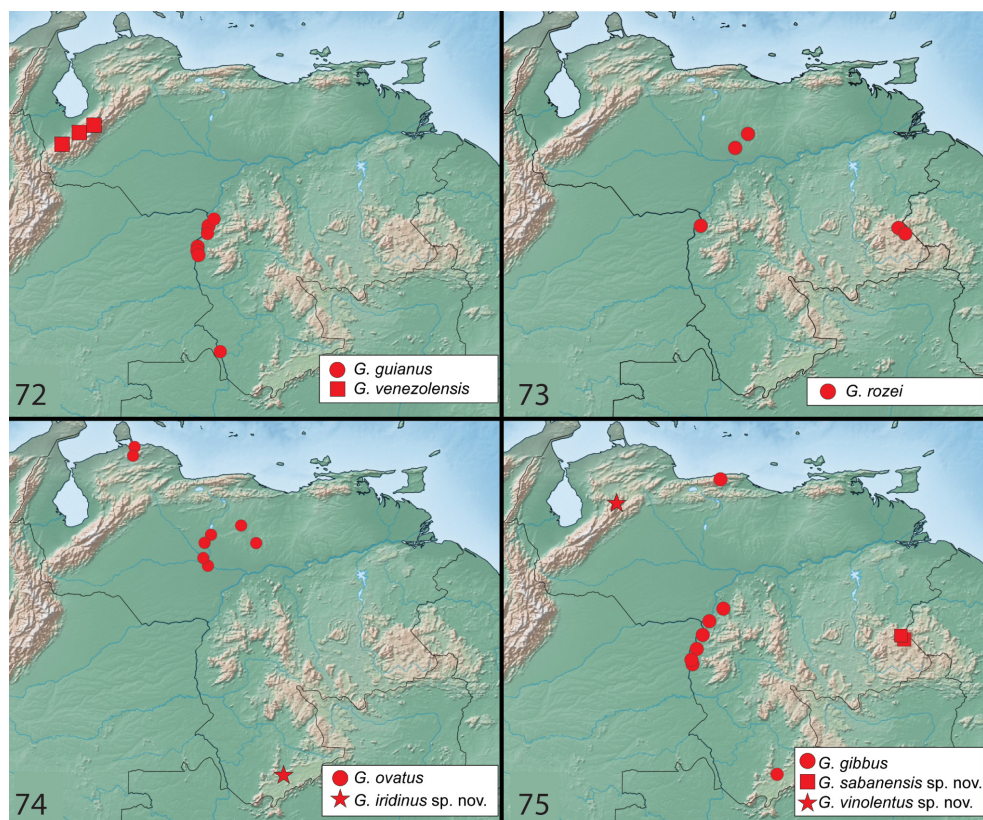 72
G. guianus
G. venezolensis
73
G. rozei
74
G. ovatus
G. iridinus sp. nov.
75
G. gibbus
G. sabanensis sp. nov.
G. vinolentus sp. nov.